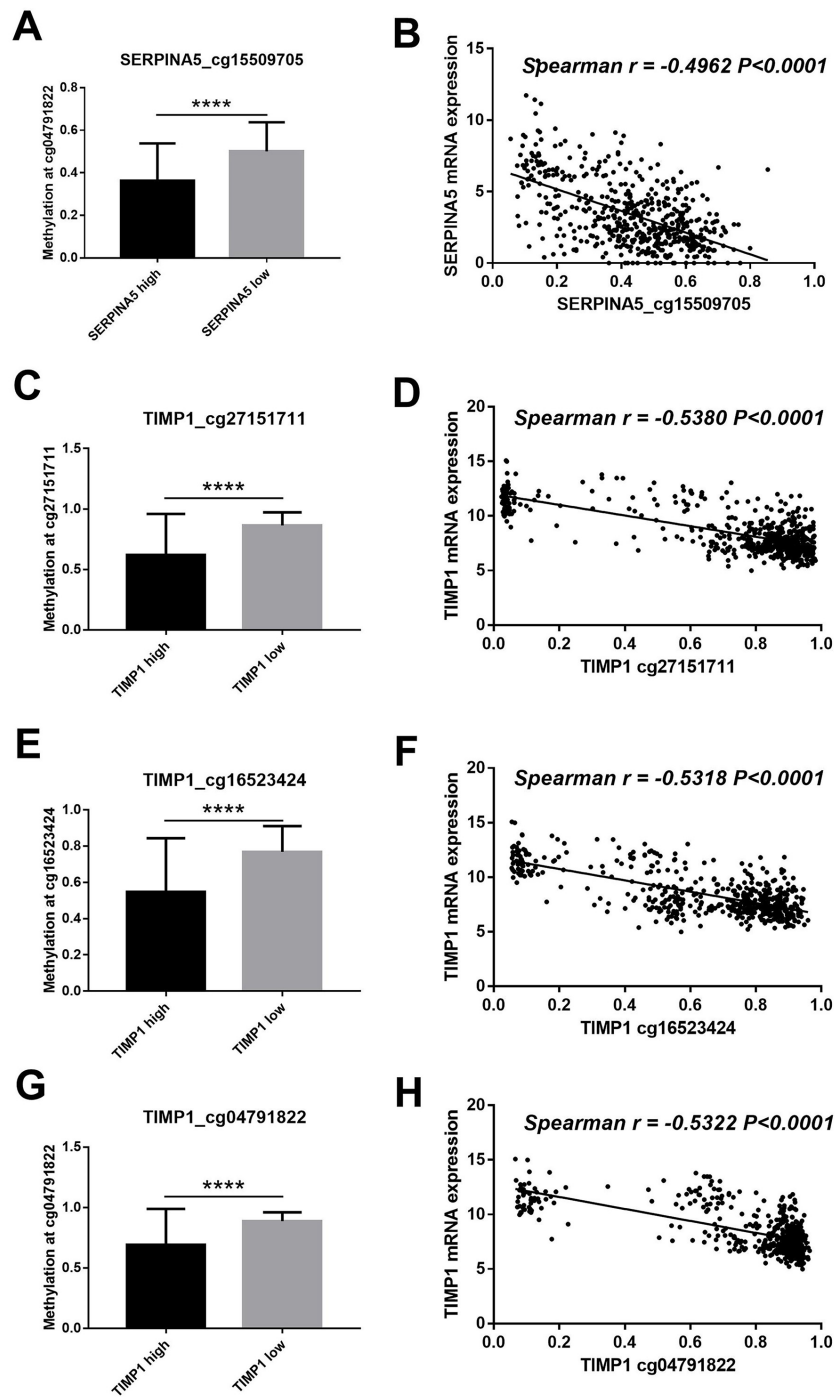 A
SERPINA5_cg15509705
Methylation at cg04791822
0.8
0.6
0.4
0.2
0.0
****
SERPINA5 high
SERPINA5 low
B
Spearman r = -0.4962 P<0.0001
SERPINA5 mRNA expression
15
10
5
0
0.2
0.4
0.6
0.8
1.0
SERPINA5_cg15509705
C
TIMP1_cg27151711
Methylation at cg27151711
1.5
1.0
0.5
0.0
****
TIMP1 high
TIMP1 low
D
Spearman r = -0.5380 P<0.0001
TIMP1 mRNA expression
20
15
10
5
0
0.0
0.2
0.4
0.6
0.8
1.0
TIMP1 cg27151711
E
TIMP1_cg16523424
Methylation at cg16523424
1.0
0.8
0.6
0.4
0.2
0.0
****
TIMP1 high
TIMP1 low
F
Spearman r = -0.5318 P<0.0001
TIMP1 mRNA expression
20
15
10
5
0
0.0
0.2
0.4
0.6
0.8
1.0
TIMP1 cg16523424
G
TIMP1_cg04791822
Methylation at cg04791822
1.5
1.0
0.5
0.0
****
TIMP1 high
TIMP1 low
H
Spearman r = -0.5322 P<0.0001
TIMP1 mRNA expression
20
15
10
5
0
0.0
0.2
0.4
0.6
0.8
1.0
TIMP1 cg04791822